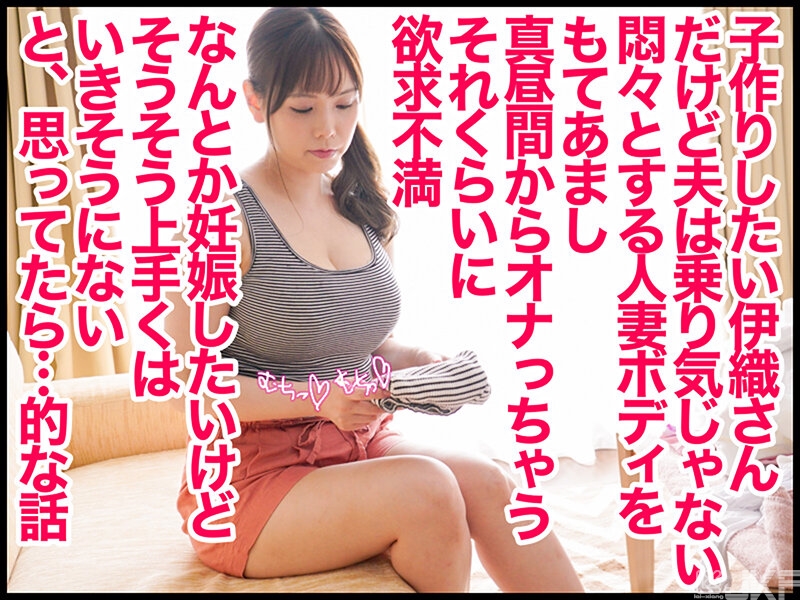 子作りしたい伊織さん
だけど夫は乗り気じゃない
悶々とする人妻ボディを
もてあまし
真昼間からオナっちゃう
それくらいに
欲求不満
なんとか妊娠したいけど
そうそう上手くは
いきそうにない
と、思ってたら…的な話
むちっ♡ むちっ♡